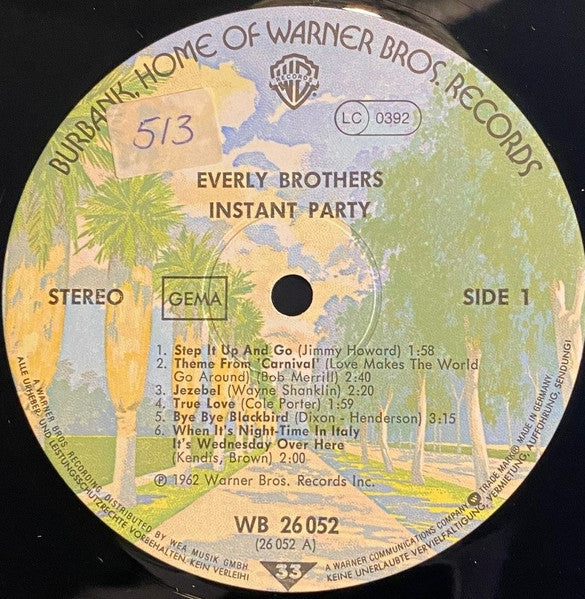 BURBANK, HOME OF WARNER BROS. RECORDS
WB
RECORDS
513
LC 0392
EVERLY BROTHERS
INSTANT PARTY
STEREO
GEMA
SIDE 1
1. Step It Up And Go (Jimmy Howard) 1:58
2. Theme From 'Carnival' (Love Makes The World
Go Around) (Bob Merrill) 2:40
3. Jezebel (Wayne Shanklin) 2:20
4. True Love (Cole Porter) 1:59
5. Bye Bye Blackbird (Dixon - Henderson) 3:15
6. When It's Night-Time In Italy
It's Wednesday Over Here
(Kendis, Brown) 2:00
℗ 1962 Warner Bros. Records Inc.
WB 26 052
(26 052 A)
33
A WARNER BROS. RECORDING. DISTRIBUTED BY WEA MUSIK GMBH. A WARNER COMMUNICATIONS COMPANY. TRADE MARK MADE IN GERMANY
ALLE URHEBER- UND LEISTUNGSSCHUTZRECHTE VORBEHALTEN. KEIN VERLEIH! KEINE UNERLAUBTE VERVIELFÄLTIGUNG, VERMIETUNG, AUFFÜHRUNG, SENDUNG!